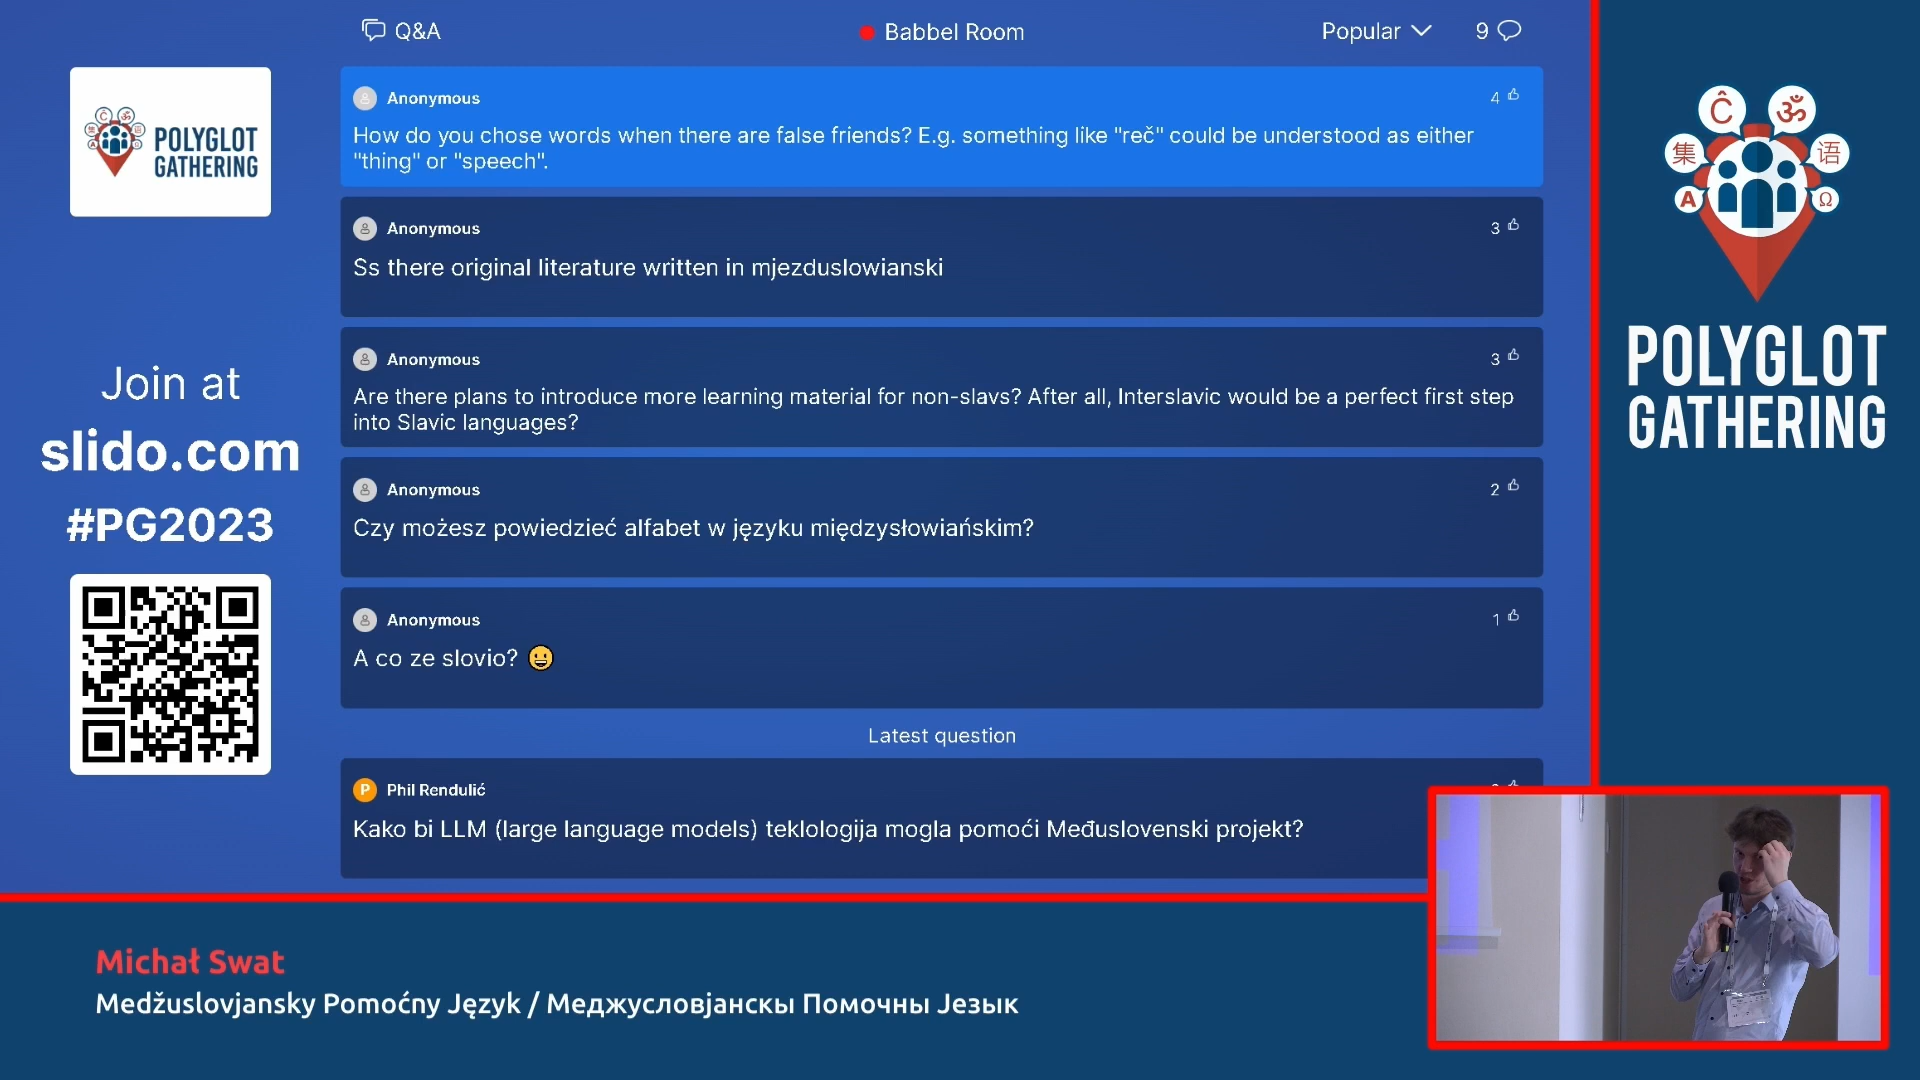 Q&A
Babbel Room
Popular
9
POLYGLOT
GATHERING
Join at
slido.com
#PG2023
Anonymous
4
How do you chose words when there are false friends? E.g. something like "reč" could be understood as either
"thing" or "speech".
Anonymous
3
Ss there original literature written in mjezduslowianski
Anonymous
3
Are there plans to introduce more learning material for non-slavs? After all, Interslavic would be a perfect first step
into Slavic languages?
Anonymous
2
Czy możesz powiedzieć alfabet w języku międzysłowiańskim?
Anonymous
1
A co ze slovio? 😀
Latest question
P
Phil Rendulić
Kako bi LLM (large language models) teklologija mogla pomoći Međuslovenski projekt?
Ĉ
ॐ
集
语
A
Ω
POLYGLOT
GATHERING
Michał Swat
Medžuslovjansky Pomoćny Język / Меджусловјанскы Помочны Језык